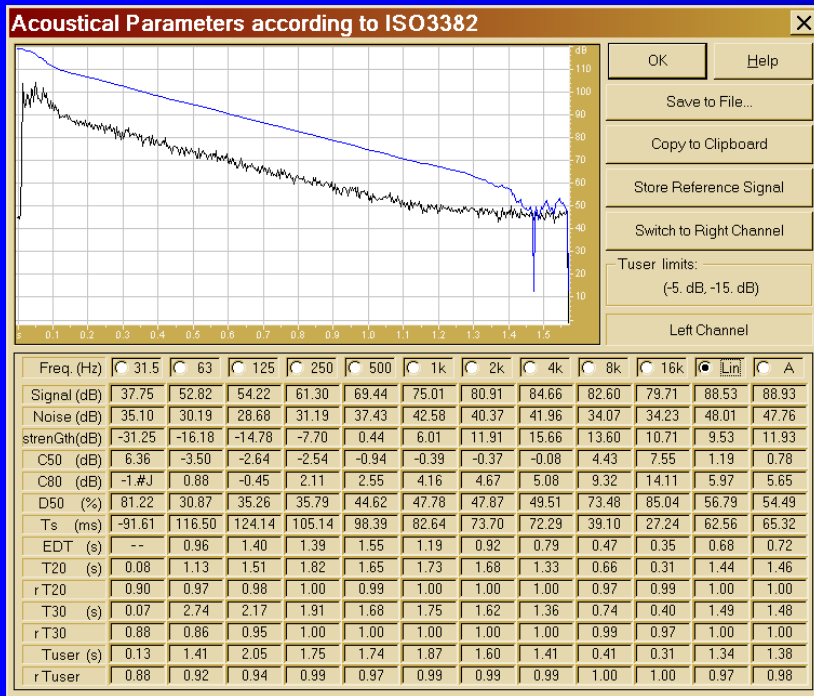 Acoustical Parameters according to ISO3382
dB
110
100
90
80
70
60
50
40
30
20
10
s 0.1 0.2 0.3 0.4 0.5 0.6 0.7 0.8 0.9 1.0 1.1 1.2 1.3 1.4 1.5
OK Help
Save to File...
Copy to Clipboard
Store Reference Signal
Switch to Right Channel
Tuser limits:
(-5. dB, -15. dB)
Left Channel
Freq. (Hz) 31.5 63 125 250 500 1k 2k 4k 8k 16k Lin A
Signal (dB) 37.75 52.82 54.22 61.30 69.44 75.01 80.91 84.66 82.60 79.71 88.53 88.93
Noise (dB) 35.10 30.19 28.68 31.19 37.43 42.58 40.37 41.96 34.07 34.23 48.01 47.76
strenGth(dB) -31.25 -16.18 -14.78 -7.70 0.44 6.01 11.91 15.66 13.60 10.71 9.53 11.93
C50 (dB) 6.36 -3.50 -2.64 -2.54 -0.94 -0.39 -0.37 -0.08 4.43 7.55 1.19 0.78
C80 (dB) -1.#J 0.88 -0.45 2.11 2.55 4.16 4.67 5.08 9.32 14.11 5.97 5.65
D50 (%) 81.22 30.87 35.26 35.79 44.62 47.78 47.87 49.51 73.48 85.04 56.79 54.49
Ts (ms) -91.61 116.50 124.14 105.14 98.39 82.64 73.70 72.29 39.10 27.24 62.56 65.32
EDT (s) -- 0.96 1.40 1.39 1.55 1.19 0.92 0.79 0.47 0.35 0.68 0.72
T20 (s) 0.08 1.13 1.51 1.82 1.65 1.73 1.68 1.33 0.66 0.31 1.44 1.46
r T20 0.90 0.97 0.98 1.00 0.99 1.00 1.00 1.00 0.97 0.99 1.00 1.00
T30 (s) 0.07 2.74 2.17 1.91 1.68 1.75 1.62 1.36 0.74 0.40 1.49 1.48
r T30 0.88 0.86 0.95 1.00 1.00 1.00 1.00 1.00 0.99 0.97 1.00 1.00
Tuser (s) 0.13 1.41 2.05 1.75 1.74 1.87 1.60 1.41 0.41 0.31 1.34 1.38
r Tuser 0.88 0.92 0.94 0.99 0.97 0.99 0.99 0.99 1.00 1.00 0.97 0.98